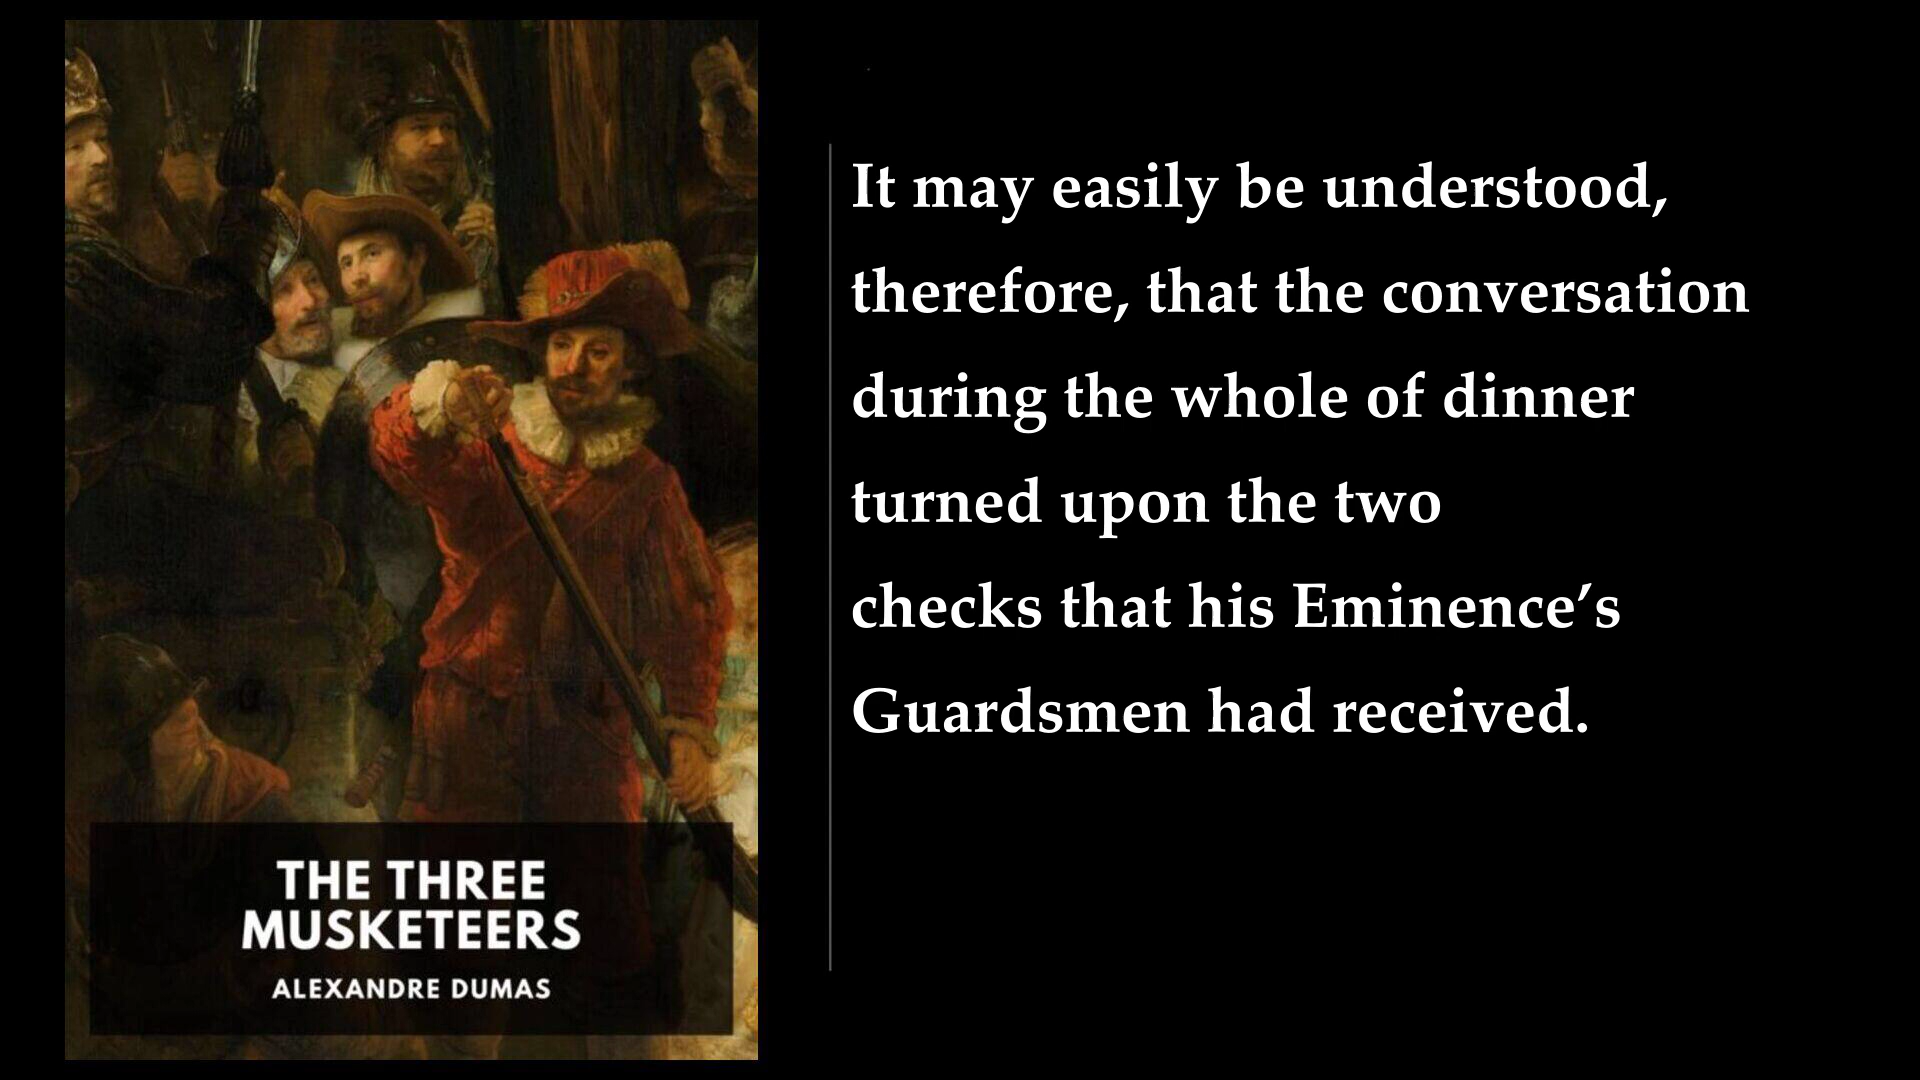 It may easily be understood,
therefore, that the conversation
during the whole of dinner
turned upon the two
checks that his Eminence’s
Guardsmen had received.
THE THREE
MUSKETEERS
ALEXANDRE DUMAS